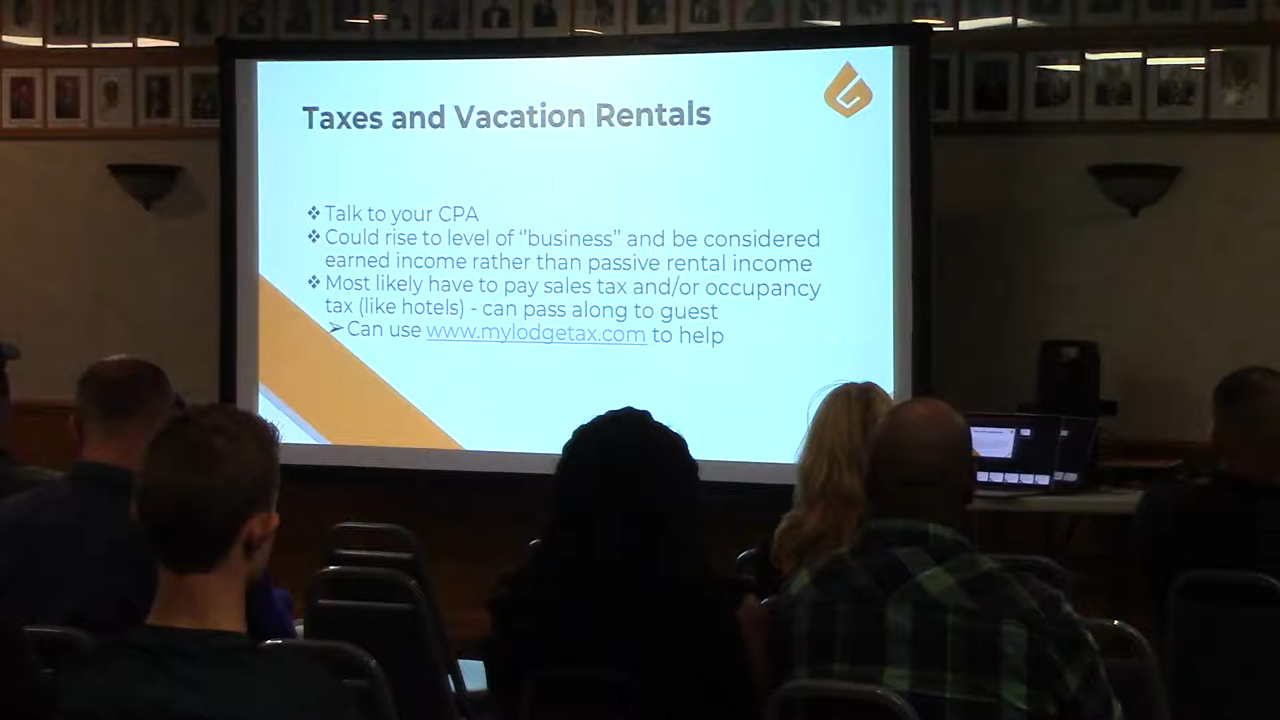 Taxes and Vacation Rentals
❖ Talk to your CPA
❖ Could rise to level of "business" and be considered
earned income rather than passive rental income
❖ Most likely have to pay sales tax and/or occupancy
tax (like hotels) - can pass along to guest
➢ Can use www.mylodgetax.com to help